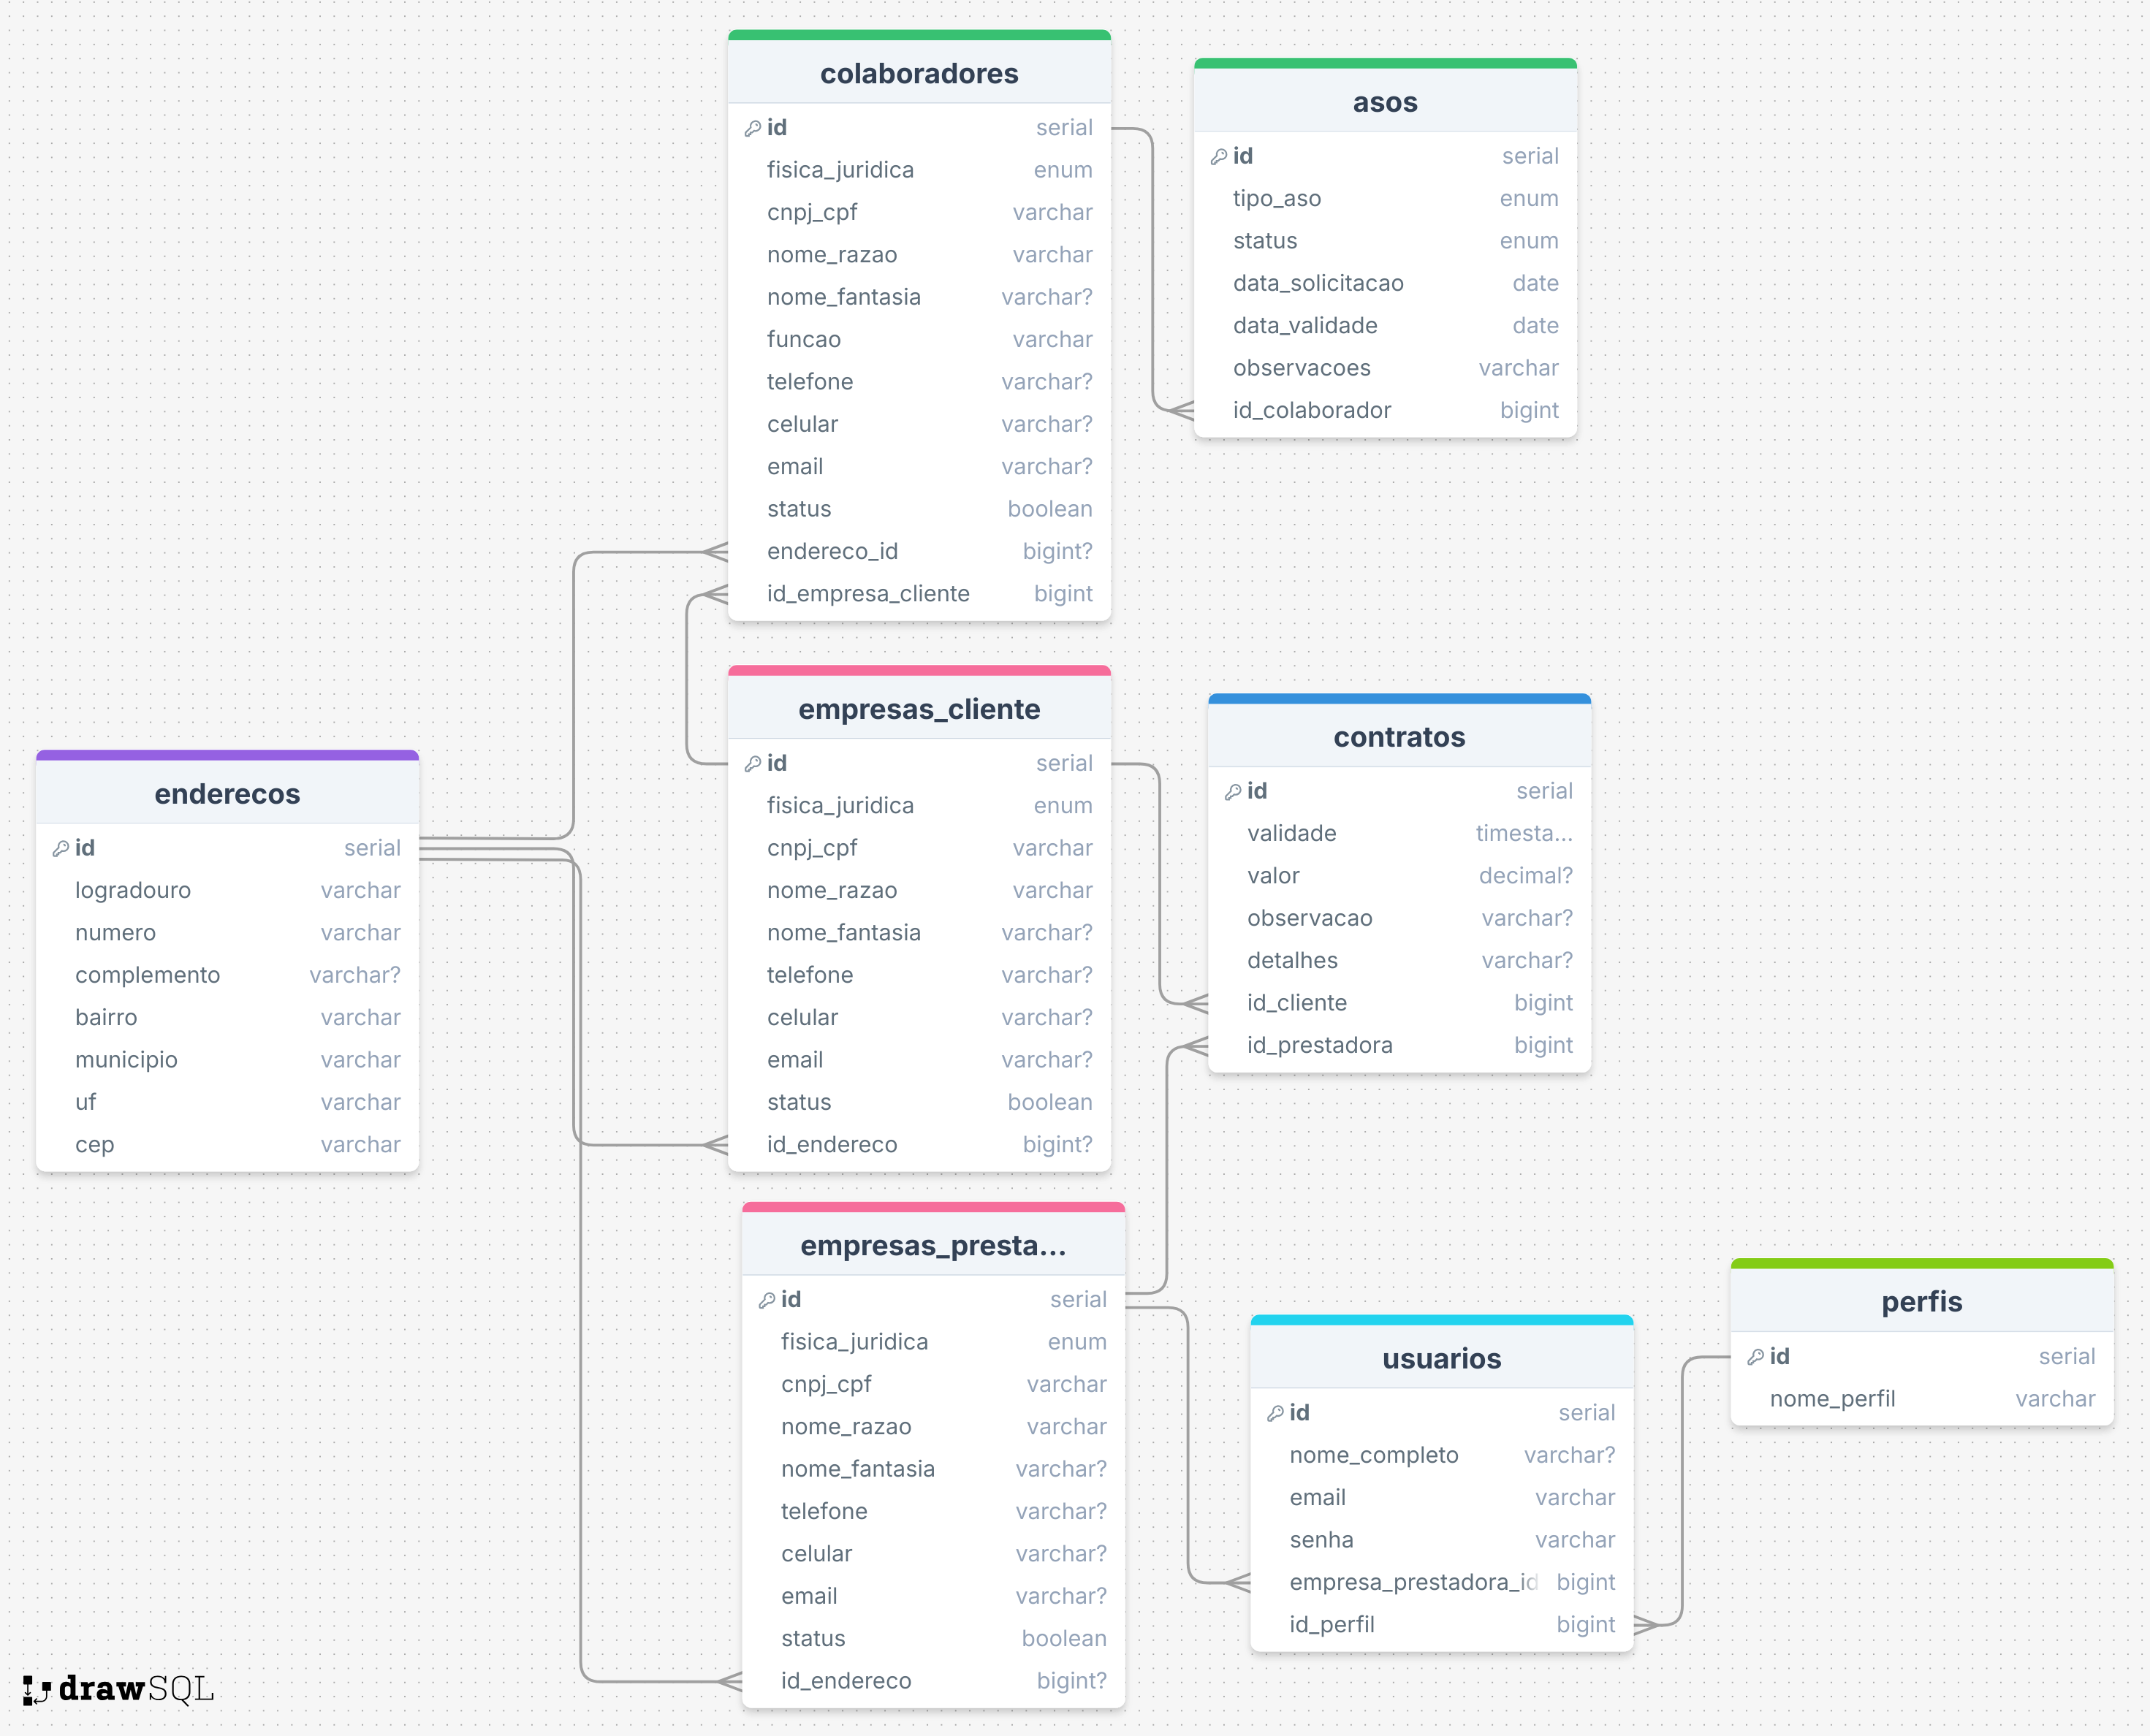 colaboradores
id serial
fisica_juridica enum
cnpj_cpf varchar
nome_razao varchar
nome_fantasia varchar?
funcao varchar
telefone varchar?
celular varchar?
email varchar?
status boolean
endereco_id bigint?
id_empresa_cliente bigint
asos
id serial
tipo_aso enum
status enum
data_solicitacao date
data_validade date
observacoes varchar
id_colaborador bigint
empresas_cliente
id serial
fisica_juridica enum
cnpj_cpf varchar
nome_razao varchar
nome_fantasia varchar?
telefone varchar?
celular varchar?
email varchar?
status boolean
id_endereco bigint?
contratos
id serial
validade timesta...
valor decimal?
observacao varchar?
detalhes varchar?
id_cliente bigint
id_prestadora bigint
enderecos
id serial
logradouro varchar
numero varchar
complemento varchar?
bairro varchar
municipio varchar
uf varchar
cep varchar
empresas_presta...
id serial
fisica_juridica enum
cnpj_cpf varchar
nome_razao varchar
nome_fantasia varchar?
telefone varchar?
celular varchar?
email varchar?
status boolean
id_endereco bigint?
usuarios
id serial
nome_completo varchar?
email varchar
senha varchar
empresa_prestadora_id bigint
id_perfil bigint
perfis
id serial
nome_perfil varchar
drawSQL